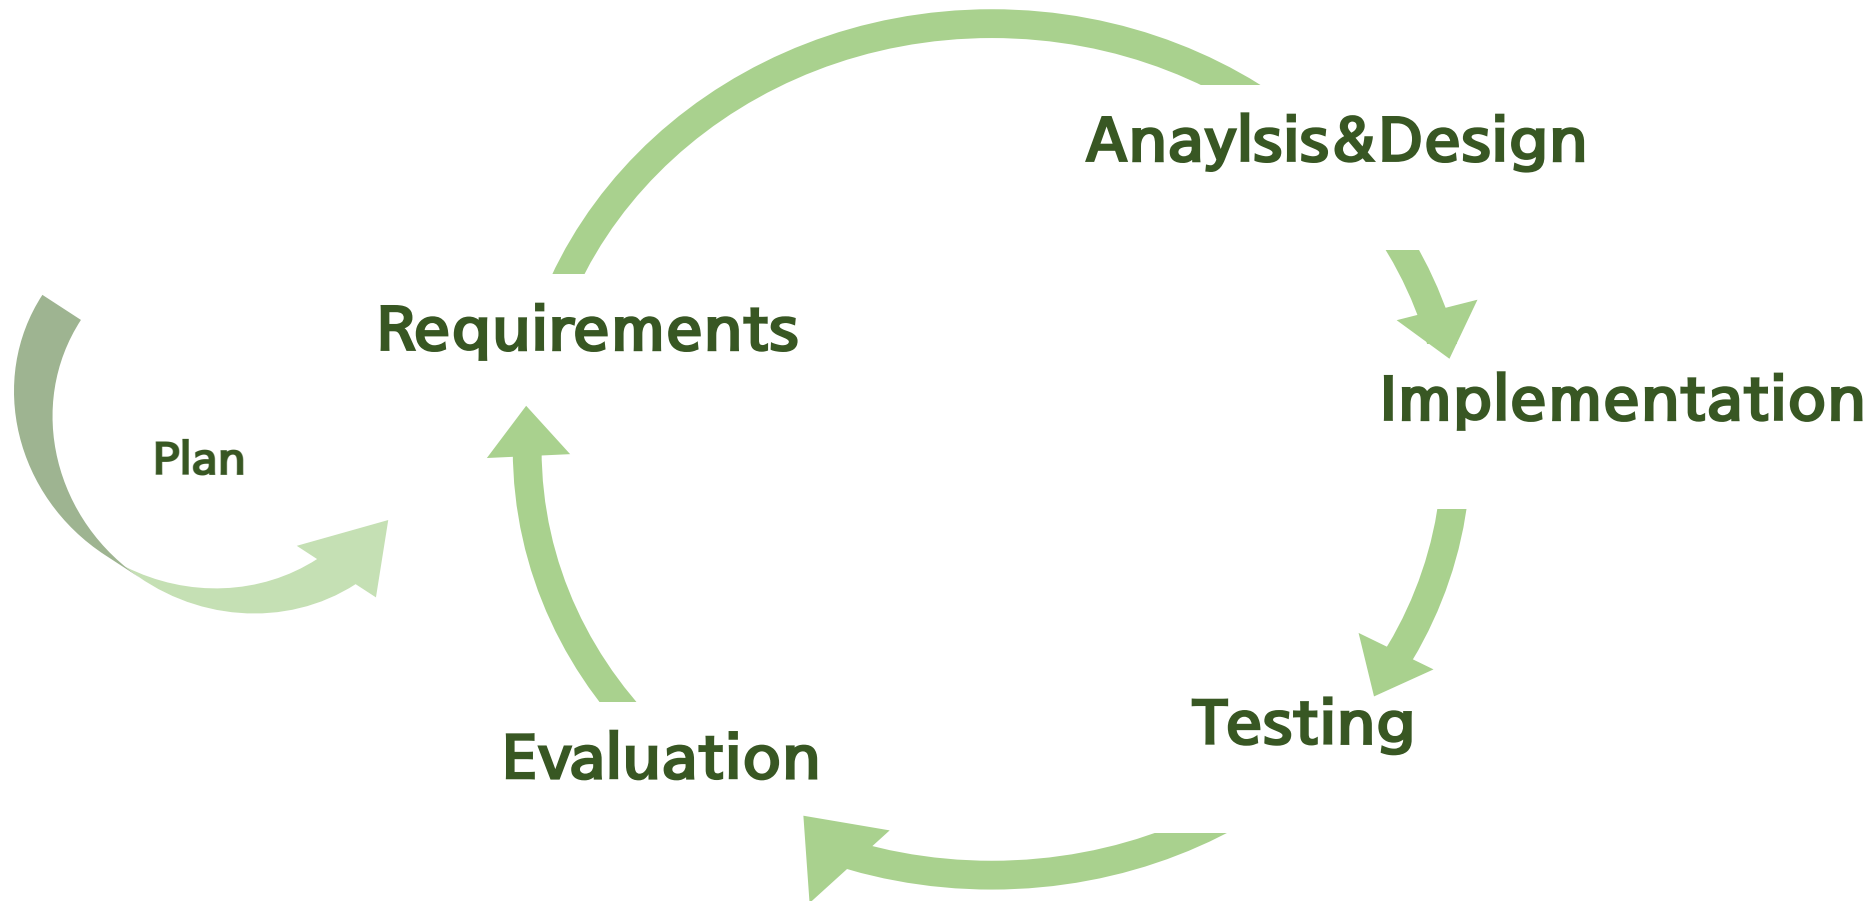 Anaylsis&Design
Requirements
Implementation
Plan
Testing
Evaluation